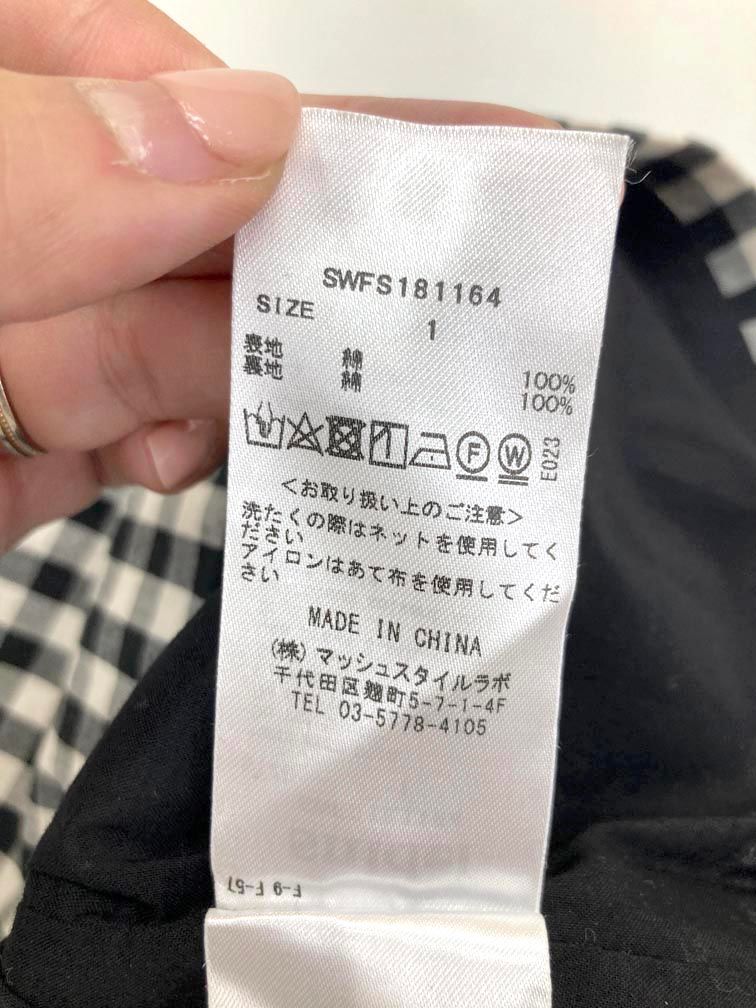 SWFS181164
SIZE 1
表地 綿 100%
裏地 綿 100%
F
W
E023
<お取り扱い上のご注意>
洗たくの際はネットを使用してく
ださい
アイロンはあて布を使用してくだ
さい
MADE IN CHINA
(株) マッシュスタイルラボ
千代田区麹町5-7-1-4F
TEL 03-5778-4105
F-9 F-57